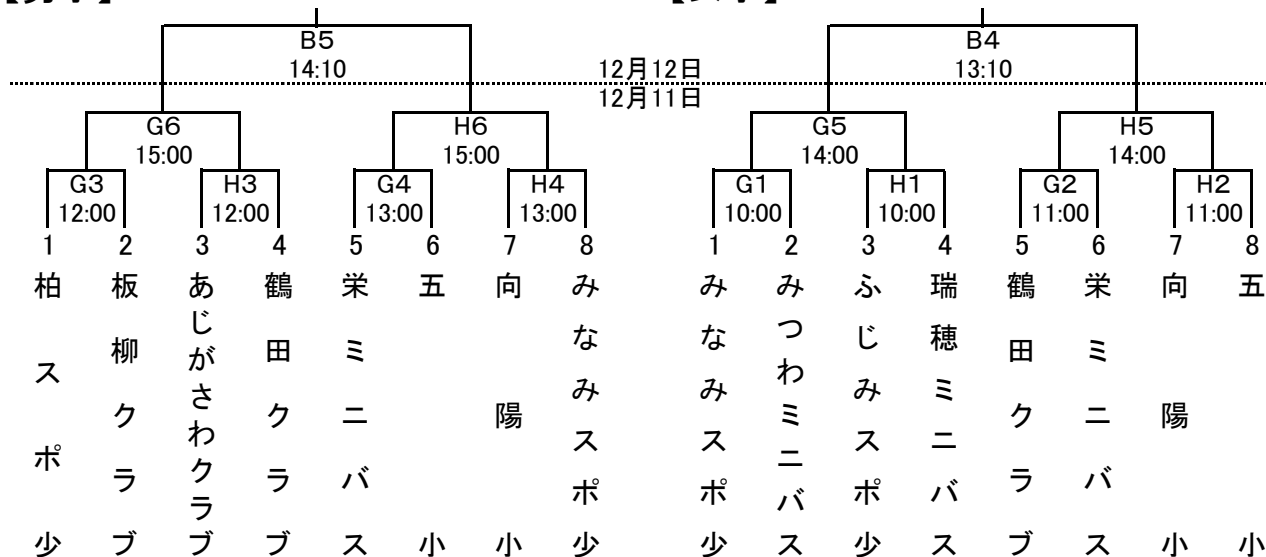 B5
B4
14:10
12月12日
13:10
12月11日
G6
H6
G5
H5
15:00
15:00
14:00
14:00
G3
H3
G4
H4
G1
H1
G2
H2
12:00
12:00
13:00
13:00
10:00
10:00
11:00
11:00
1 2 3 4 5 6 7 8
1 2 3 4 5 6 7 8
柏スポ少
板柳クラブ
あじがさわクラブ
鶴田クラブ
栄ミニバス
五小
向陽小
みなみスポ少
みなみスポ少
みつわミニバス
ふじみスポ少
瑞穂ミニバス
鶴田クラブ
栄ミニバス
向陽小
五小